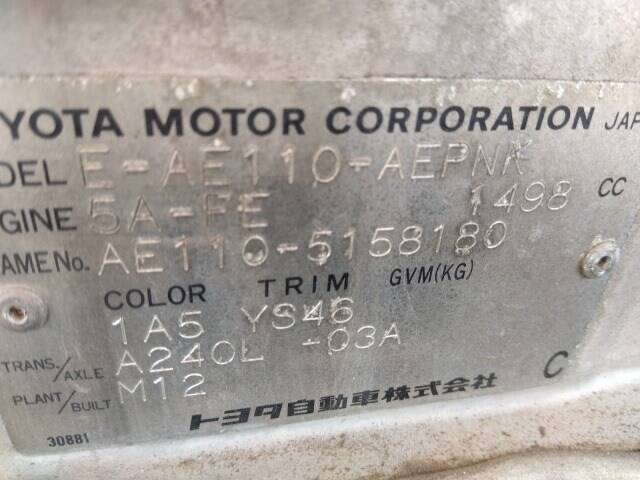 YOTA MOTOR CORPORATION JAP
DEL E-AE110-AEPNK
GINE 5A-FE 1498 CC
AME No. AE110-5158180
COLOR TRIM GVM(KG)
1A5 YS46
TRANS./AXLE A240L -03A
PLANT/BUILT M12 C
トヨタ自動車株式会社
30881